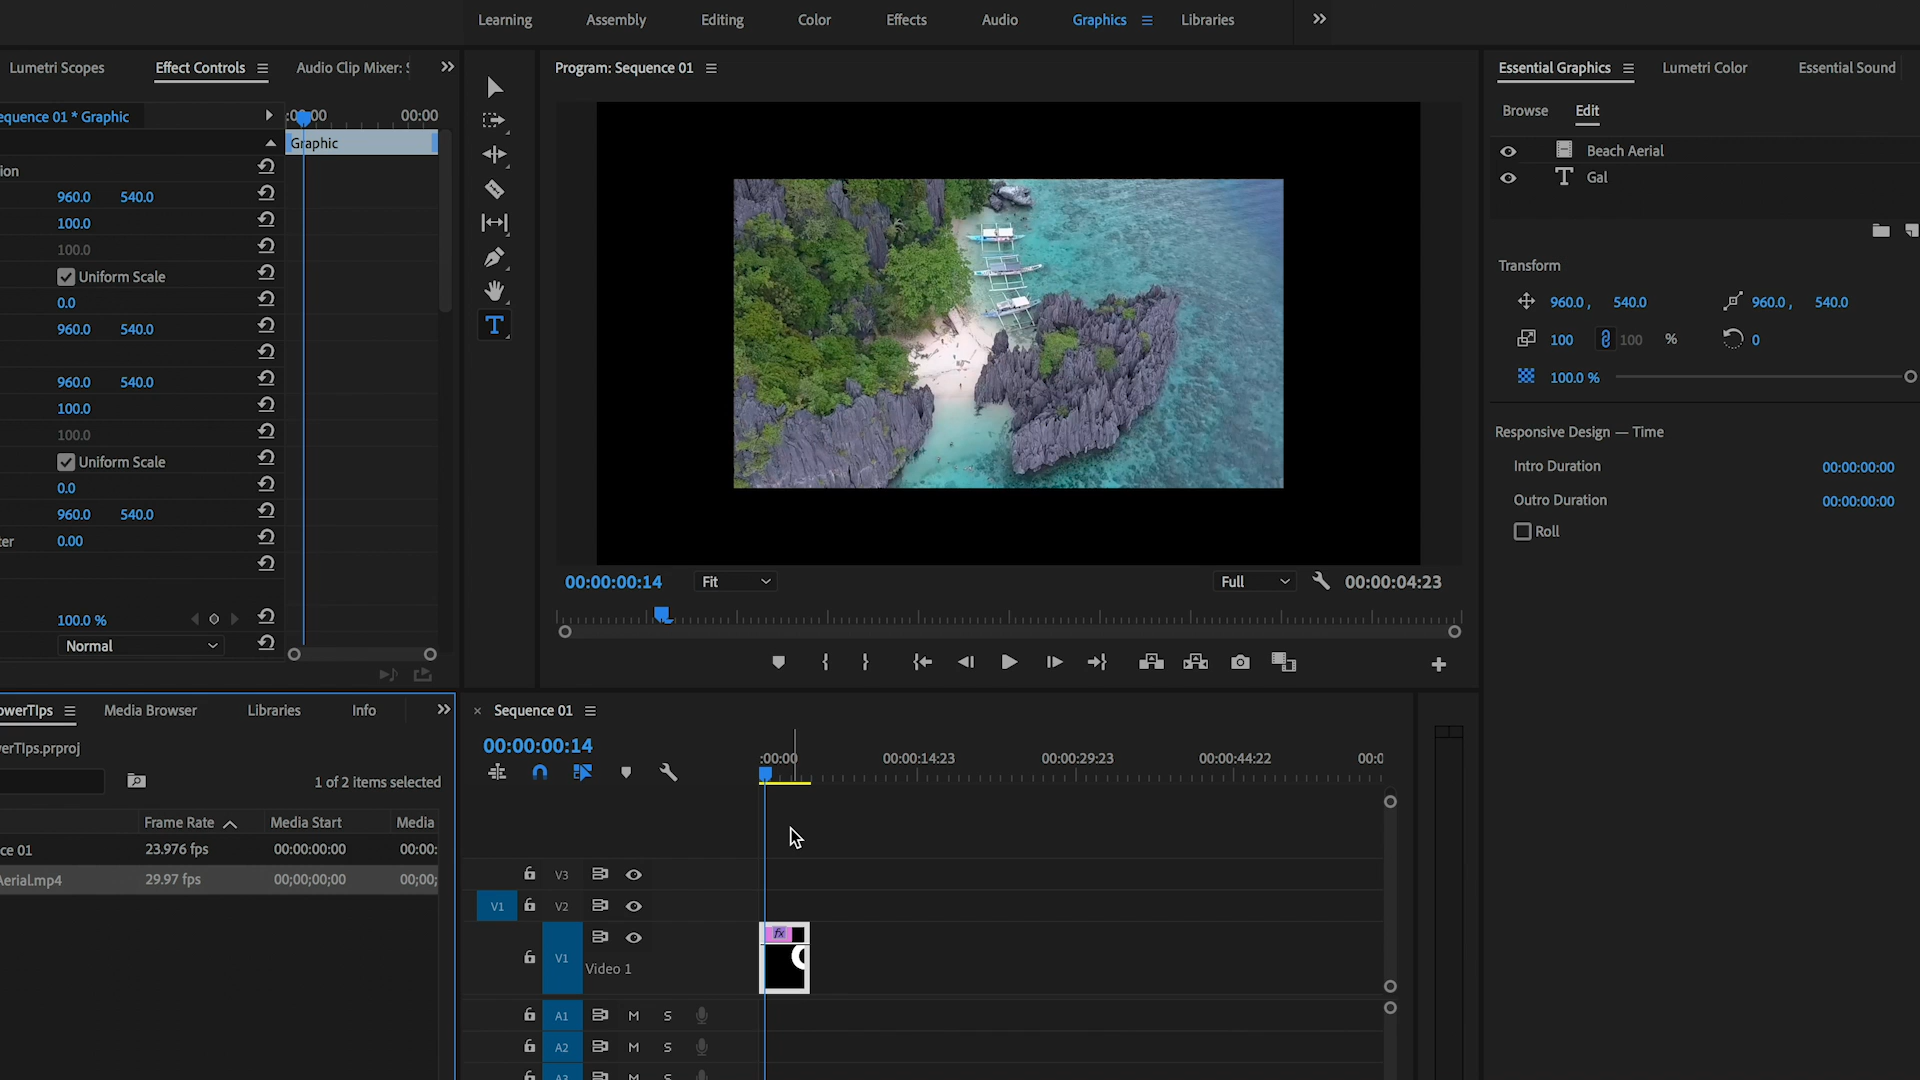 Learning Assembly Editing Color Effects Audio Graphics Libraries
Lumetri Scopes Effect Controls Audio Clip Mixer: S
equence 01 * Graphic
:00:00 00:00
Graphic
ion
960.0 540.0
100.0
100.0
Uniform Scale
0.0
960.0 540.0
960.0 540.0
100.0
100.0
Uniform Scale
0.0
960.0 540.0
ter 0.00
100.0 %
Normal
Program: Sequence 01
00:00:00:14 Fit Full 00:00:04:23
Essential Graphics Lumetri Color Essential Sound
Browse Edit
Beach Aerial
T Gal
Transform
960.0 , 540.0 960.0 , 540.0
100 100 % 0
100.0 %
Responsive Design — Time
Intro Duration 00:00:00:00
Outro Duration 00:00:00:00
Roll
owerTIps Media Browser Libraries Info
verTIps.prproj
1 of 2 items selected
Frame Rate Media Start Media
ce 01 23.976 fps 00:00:00:00 00:00:
Aerial.mp4 29.97 fps 00;00;00;00 00;00;
× Sequence 01
00:00:00:14
:00:00 00:00:14:23 00:00:29:23 00:00:44:22 00:0
V3
V1 V2
fx
V1 Video 1
A1 M S
A2 M S
A3 M S